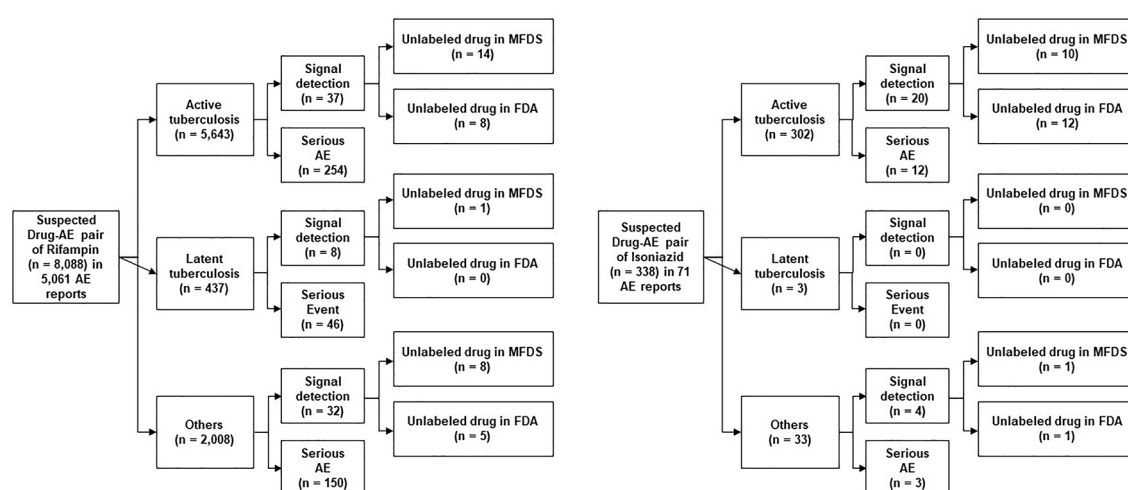 Suspected
Drug-AE pair
of Rifampin
(n = 8,088) in
5,061 AE
reports
Active
tuberculosis
(n = 5,643)
Signal
detection
(n = 37)
Unlabeled drug in MFDS
(n = 14)
Unlabeled drug in FDA
(n = 8)
Serious
AE
(n = 254)
Latent
tuberculosis
(n = 437)
Signal
detection
(n = 8)
Unlabeled drug in MFDS
(n = 1)
Unlabeled drug in FDA
(n = 0)
Serious
Event
(n = 46)
Others
(n = 2,008)
Signal
detection
(n = 32)
Unlabeled drug in MFDS
(n = 8)
Unlabeled drug in FDA
(n = 5)
Serious
AE
(n = 150)
Suspected
Drug-AE pair
of Isoniazid
(n = 338) in 71
AE reports
Active
tuberculosis
(n = 302)
Signal
detection
(n = 20)
Unlabeled drug in MFDS
(n = 10)
Unlabeled drug in FDA
(n = 12)
Serious
AE
(n = 12)
Latent
tuberculosis
(n = 3)
Signal
detection
(n = 0)
Unlabeled drug in MFDS
(n = 0)
Unlabeled drug in FDA
(n = 0)
Serious
Event
(n = 0)
Others
(n = 33)
Signal
detection
(n = 4)
Unlabeled drug in MFDS
(n = 1)
Unlabeled drug in FDA
(n = 1)
Serious
AE
(n = 3)